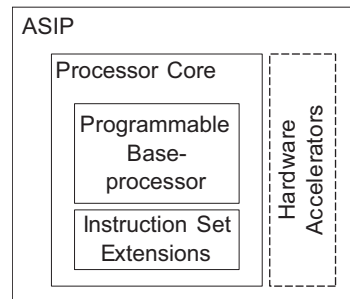 ASIP
Processor Core
Programmable
Base-
processor
Instruction Set
Extensions
Hardware
Accelerators